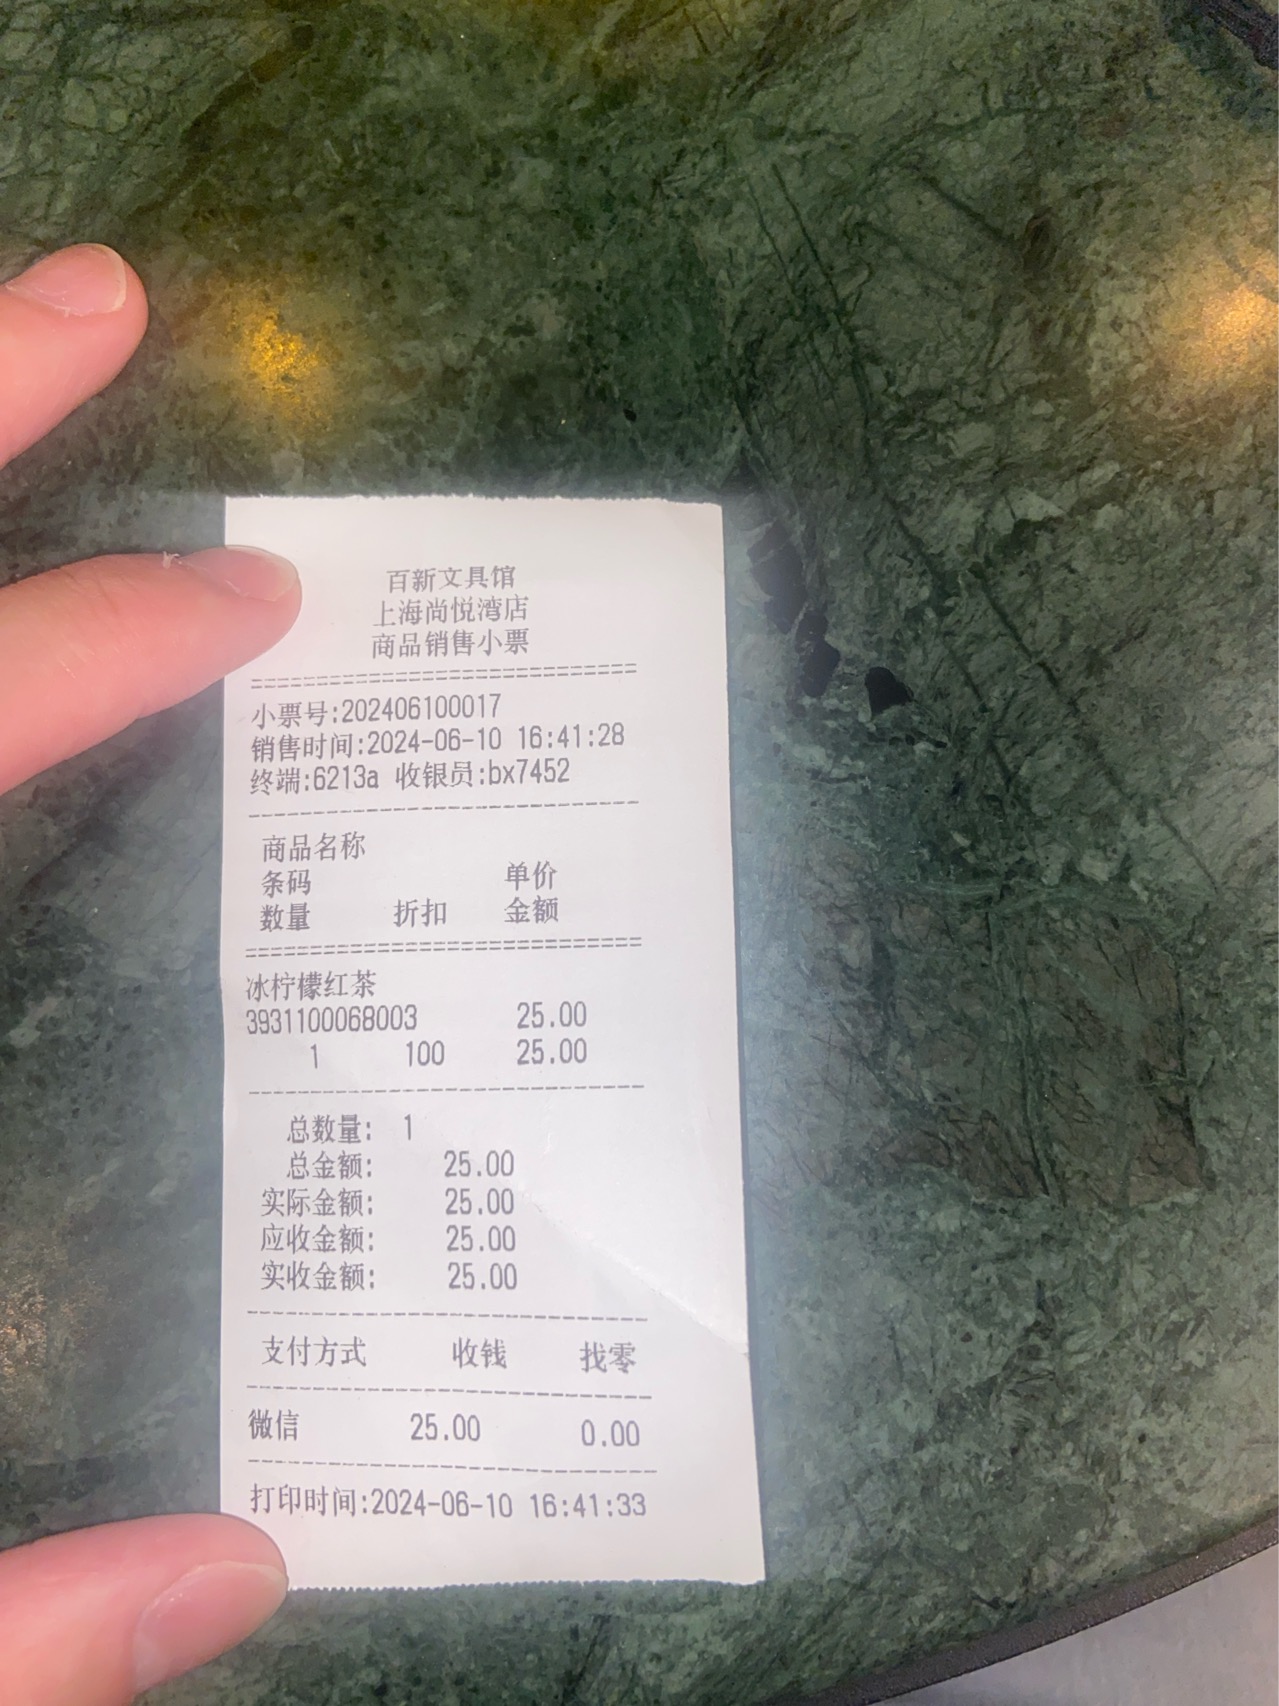 百新文具馆
上海尚悦湾店
商品销售小票
================================
小票号:202406100017
销售时间:2024-06-10 16:41:28
终端:6213a 收银员:bx7452
--------------------------------
商品名称
条码 单价
数量 折扣 金额
================================
冰柠檬红茶
3931100068003 25.00
1 100 25.00
--------------------------------
总数量: 1
总金额: 25.00
实际金额: 25.00
应收金额: 25.00
实收金额: 25.00
--------------------------------
支付方式 收钱 找零
--------------------------------
微信 25.00 0.00
--------------------------------
打印时间:2024-06-10 16:41:33